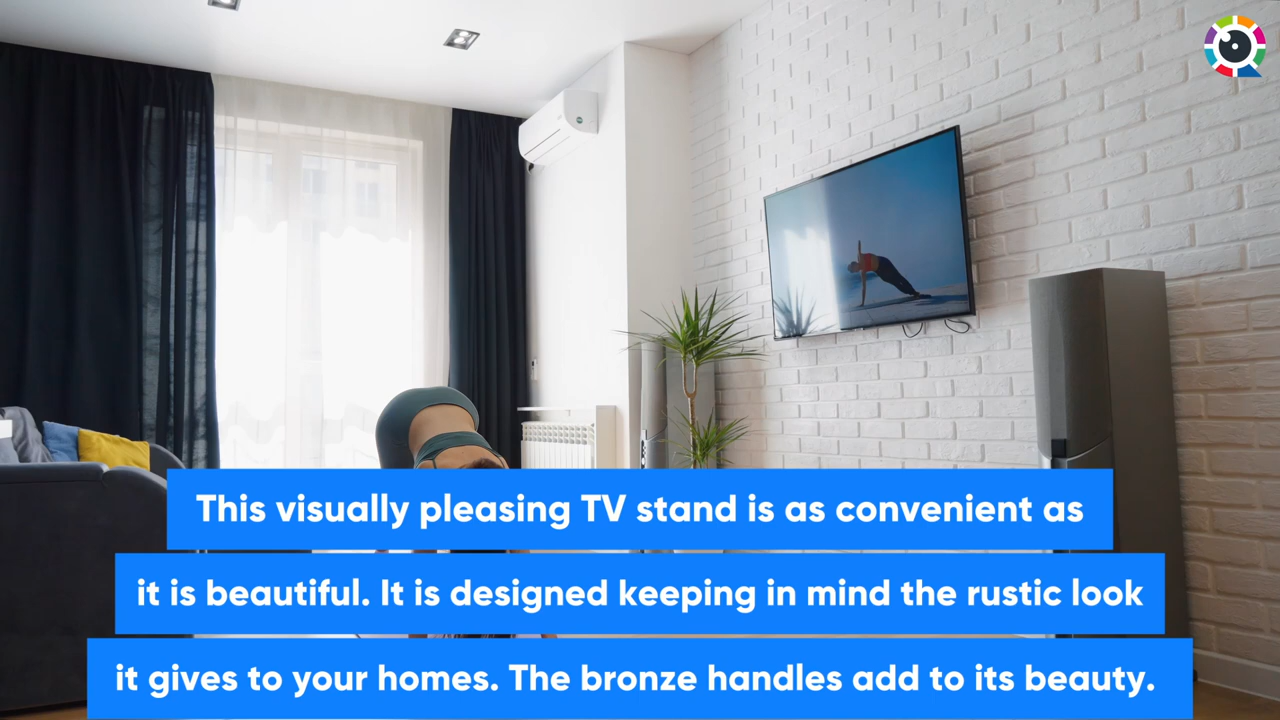 This visually pleasing TV stand is as convenient as
it is beautiful. It is designed keeping in mind the rustic look
it gives to your homes. The bronze handles add to its beauty.